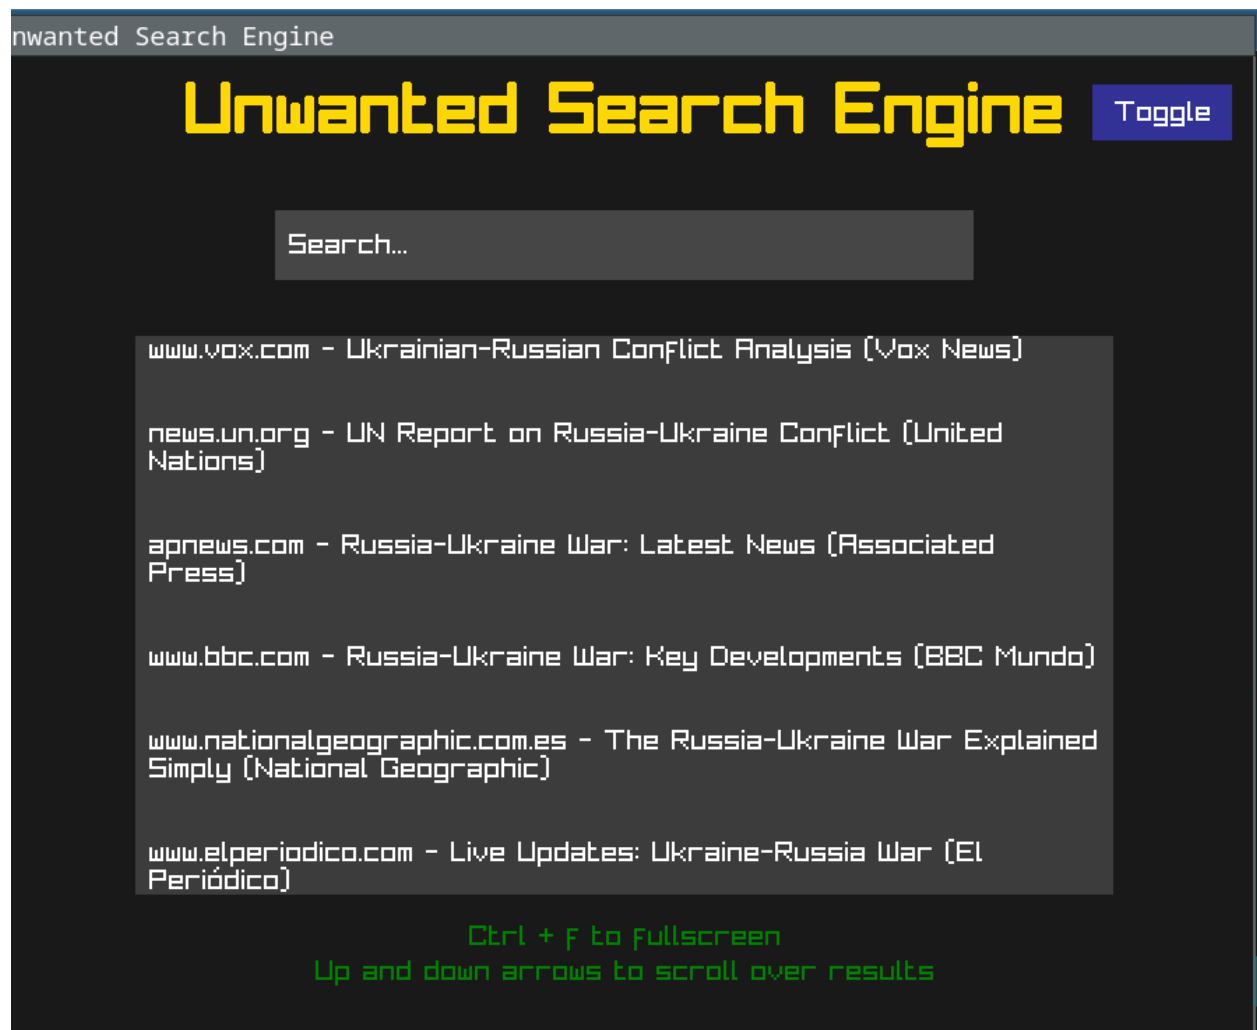 nwanted Search Engine
Unwanted Search Engine
Toggle
Search...
www.vox.com - Ukrainian-Russian Conflict Analysis (Vox News)
news.un.org - UN Report on Russia-Ukraine Conflict (United
Nations)
apnews.com - Russia-Ukraine War: Latest News (Associated
Press)
www.bbc.com - Russia-Ukraine War: Key Developments (BBC Mundo)
www.nationalgeographic.com.es - The Russia-Ukraine War Explained
Simply (National Geographic)
www.elperiodico.com - Live Updates: Ukraine-Russia War (El
Periódico)
Ctrl + F to Fullscreen
Up and down arrows to scroll over results